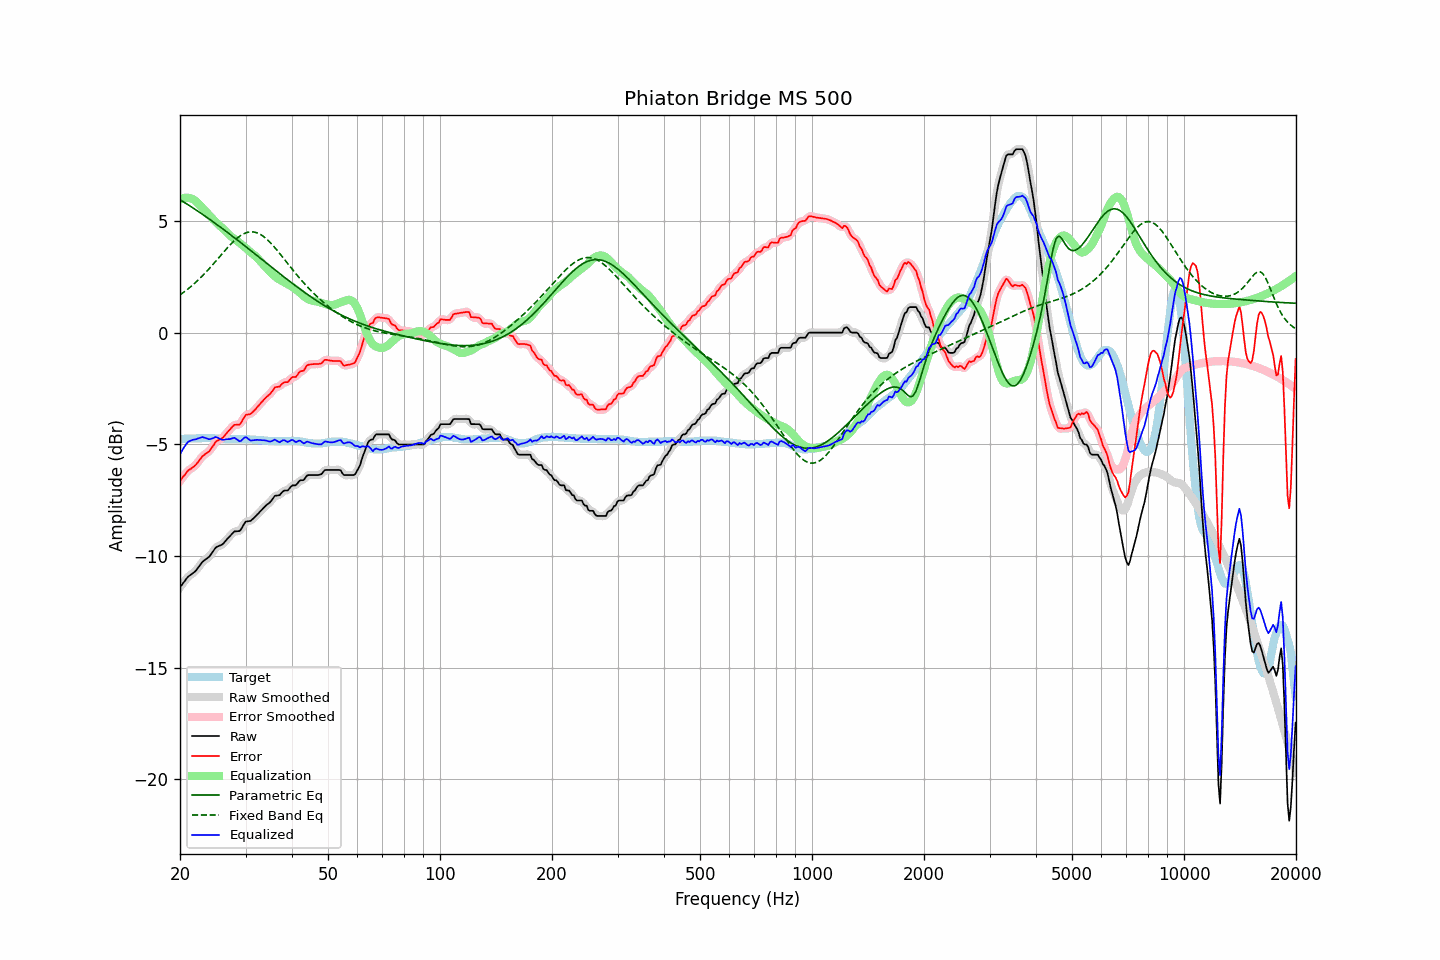 Phiaton Bridge MS 500
Amplitude (dBr)
5
0
−5
−10
−15
−20
Target
Raw Smoothed
Error Smoothed
Raw
Error
Equalization
Parametric Eq
Fixed Band Eq
Equalized
20 50 100 200 500 1000 2000 5000 10000 20000
Frequency (Hz)